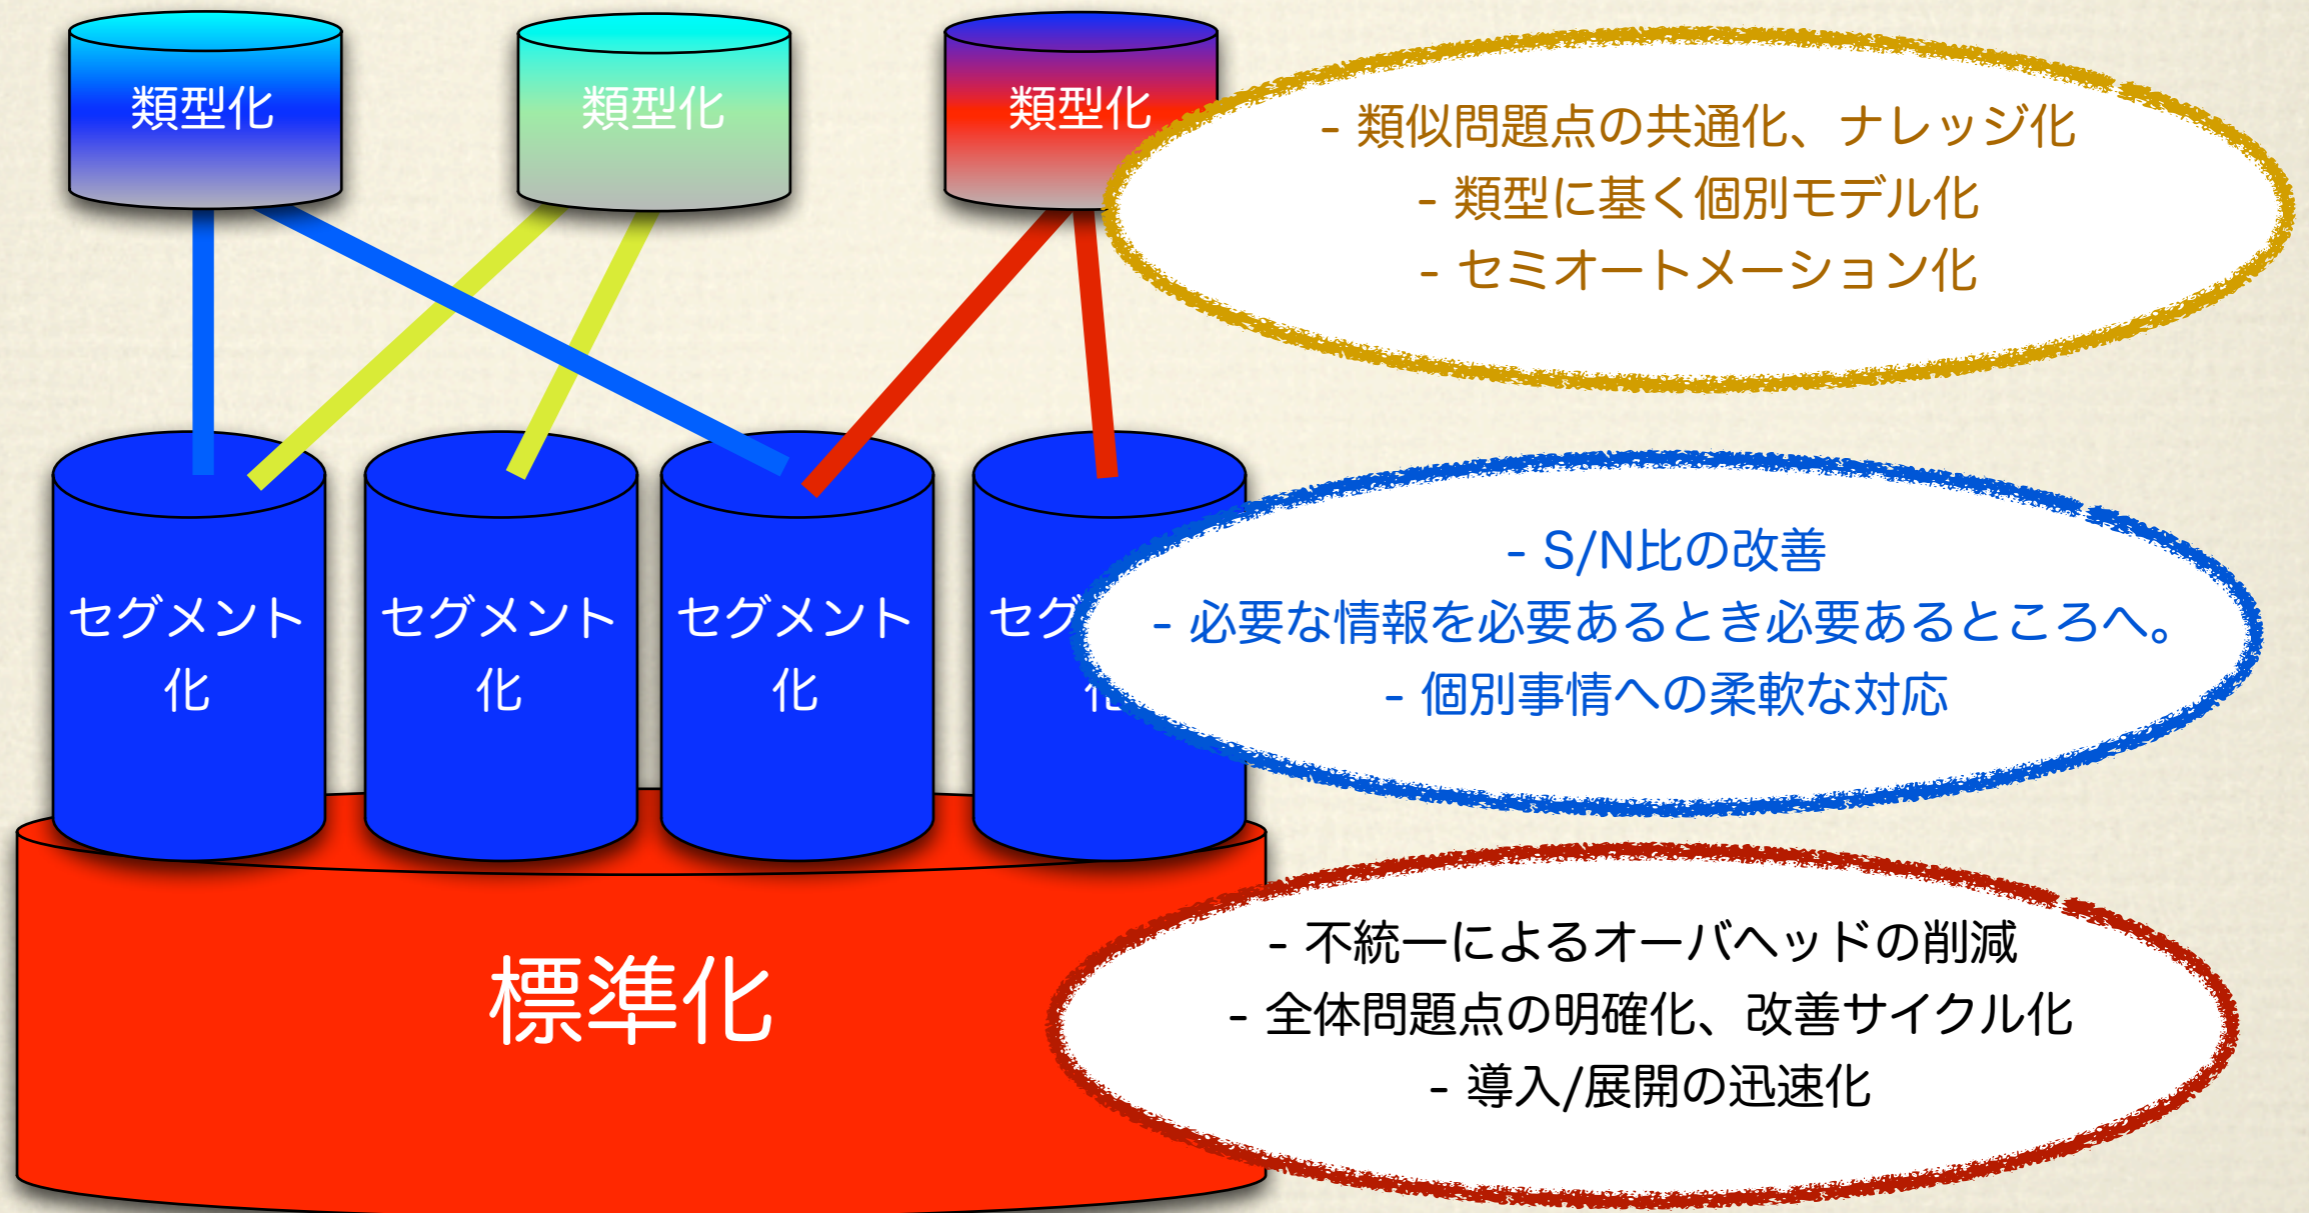 類型化
類型化
類型化
- 類似問題点の共通化、ナレッジ化
- 類型に基く個別モデル化
- セミオートメーション化
セグメント
化
セグメント
化
セグメント
化
セグ
- S/N比の改善
- 必要な情報を必要あるとき必要あるところへ。
- 個別事情への柔軟な対応
標準化
- 不統一によるオーバヘッドの削減
- 全体問題点の明確化、改善サイクル化
- 導入/展開の迅速化